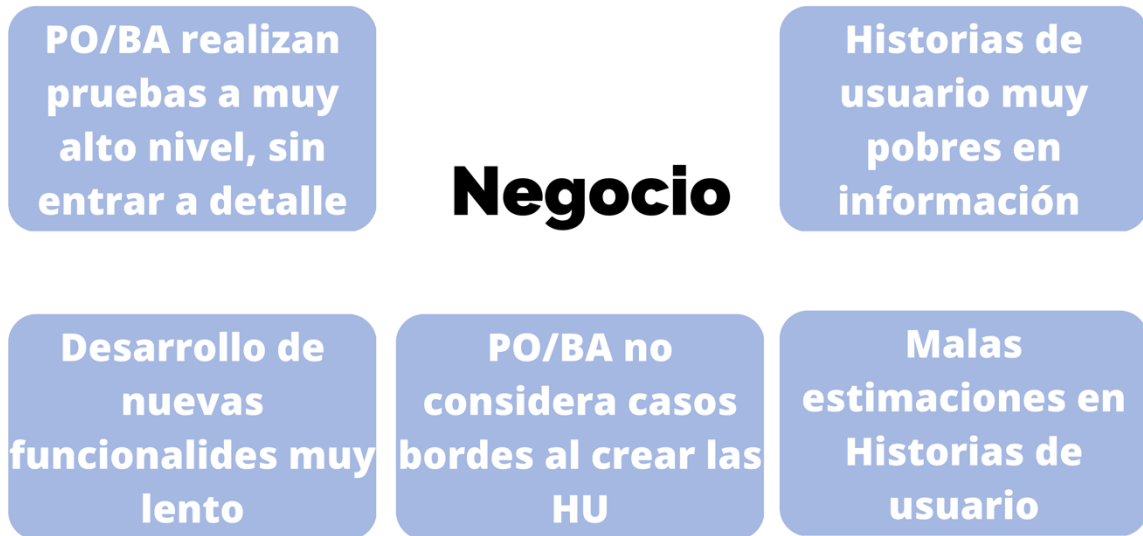 PO/BA realizan
pruebas a muy
alto nivel, sin
entrar a detalle
Negocio
Historias de
usuario muy
pobres en
información
Desarrollo de
nuevas
funcionalides muy
lento
PO/BA no
considera casos
bordes al crear las
HU
Malas
estimaciones en
Historias de
usuario